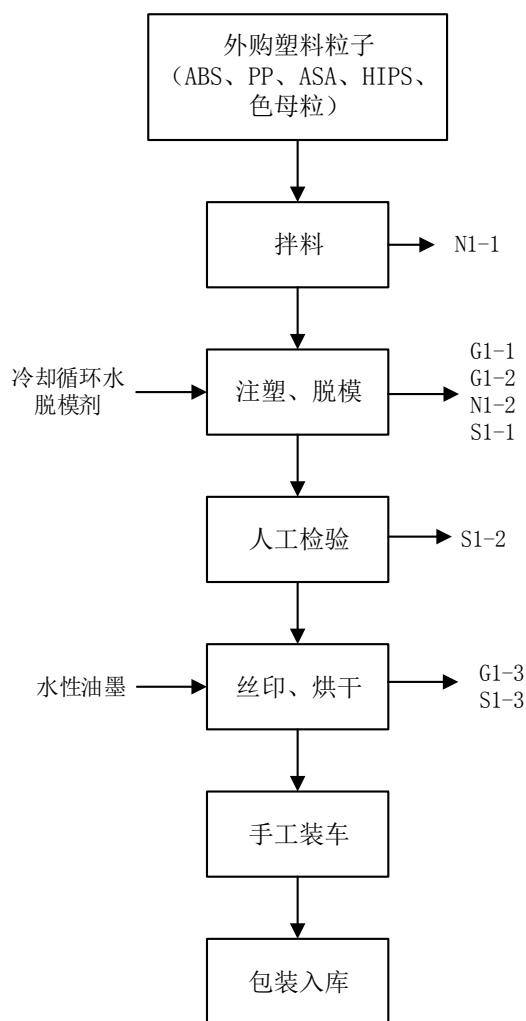 外购塑料粒子
（ABS、PP、ASA、HIPS、
色母粒）
拌料
N1-1
冷却循环水
脱模剂
注塑、脱模
G1-1
G1-2
N1-2
S1-1
人工检验
S1-2
水性油墨
丝印、烘干
G1-3
S1-3
手工装车
包装入库